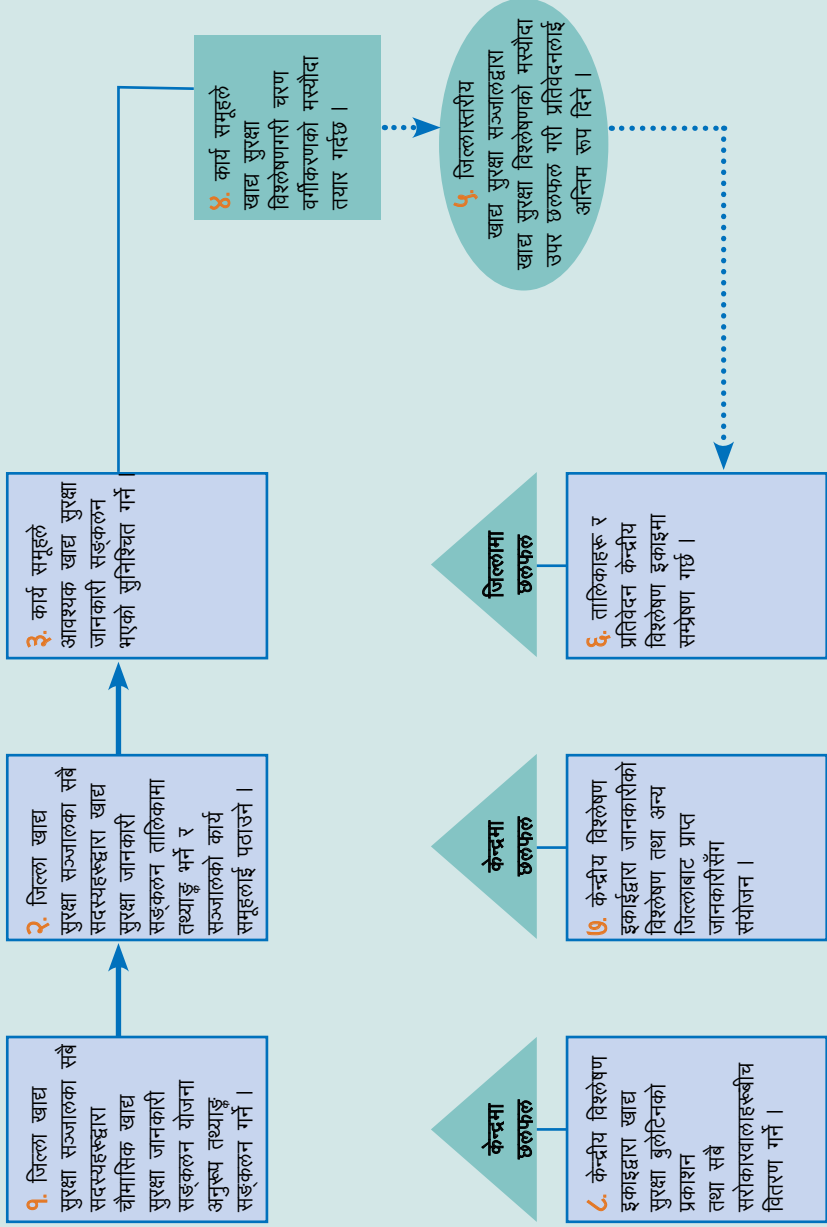 १. जिल्ला खाद्य
सुरक्षा सञ्जालका सबै
सदस्यहरूद्वारा
चौमासिक खाद्य
सुरक्षा जानकारी
सङ्कलन योजना
अनुरूप तथ्याङ्क
सङ्कलन गर्ने ।
२. जिल्ला खाद्य
सुरक्षा सञ्जालका सबै
सदस्यहरूद्वारा खाद्य
सुरक्षा जानकारी
सङ्कलन तालिकामा
तथ्याङ्क भर्ने र
सञ्जालको कार्य
समूहलाई पठाउने ।
३. कार्य समूहले
आवश्यक खाद्य सुरक्षा
जानकारी सङ्कलन
भएको सुनिश्चित गर्ने ।
४. कार्य समूहले
खाद्य सुरक्षा
विश्लेषणगरी चरण
वर्गीकरणको मस्यौदा
तयार गर्दछ ।
५. जिल्लास्तरीय
खाद्य सुरक्षा सञ्जालद्वारा
खाद्य सुरक्षा विश्लेषणको मस्यौदा
उपर छलफल गरी प्रतिवेदनलाई
अन्तिम रूप दिने ।
जिल्लामा
छलफल
६. तालिकाहरू र
प्रतिवेदन केन्द्रीय
विश्लेषण इकाइमा
सम्प्रेषण गर्छ ।
केन्द्रमा
छलफल
७. केन्द्रीय विश्लेषण
इकाईद्वारा जानकारीको
विश्लेषण तथा अन्य
जिल्लाबाट प्राप्त
जानकारीसँग
संयोजन ।
केन्द्रमा
छलफल
८. केन्द्रीय विश्लेषण
इकाइद्वारा खाद्य
सुरक्षा बुलेटिनको
प्रकाशन
तथा सबै
सरोकारवालाहरूबीच
वितरण गर्ने ।